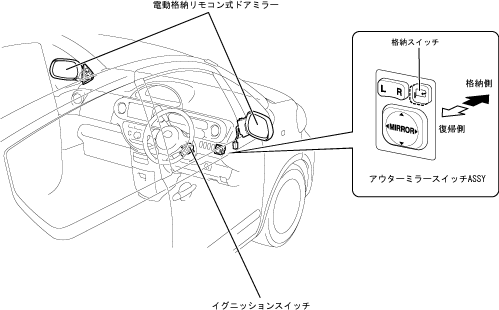 電動格納リモコン式ドアミラー
格納スイッチ
L R
格納側
MIRROR
復帰側
アウターミラースイッチASSY
イグニッションスイッチ